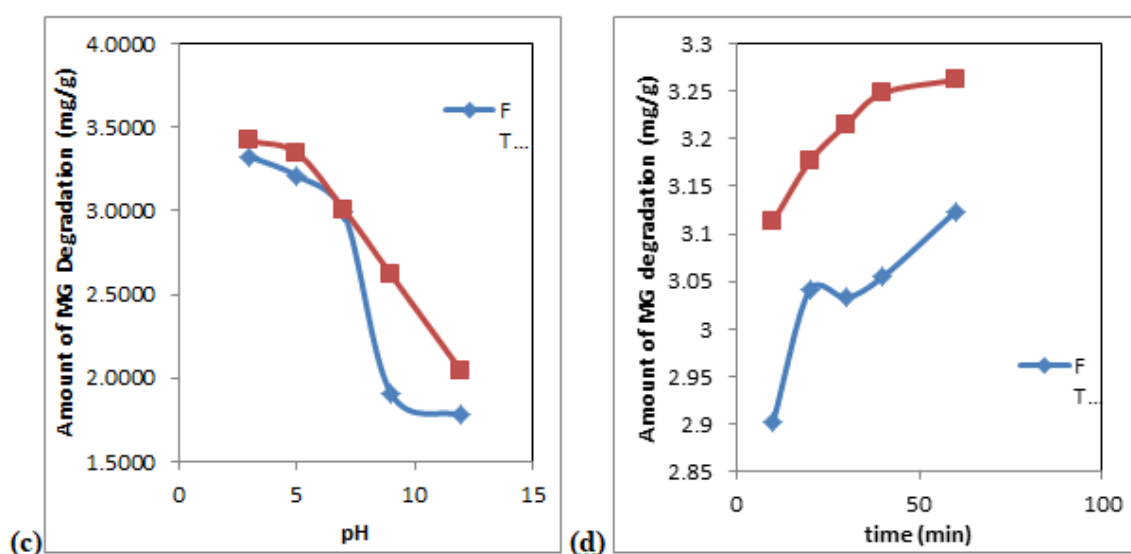 Amount of MG Degradation (mg/g)
4.0000
3.5000
3.0000
2.5000
2.0000
1.5000
0
5
10
15
pH
F
T...
(c)
Amount of MG degradation (mg/g)
3.3
3.25
3.2
3.15
3.1
3.05
3
2.95
2.9
2.85
0
50
100
time (min)
F
T...
(d)